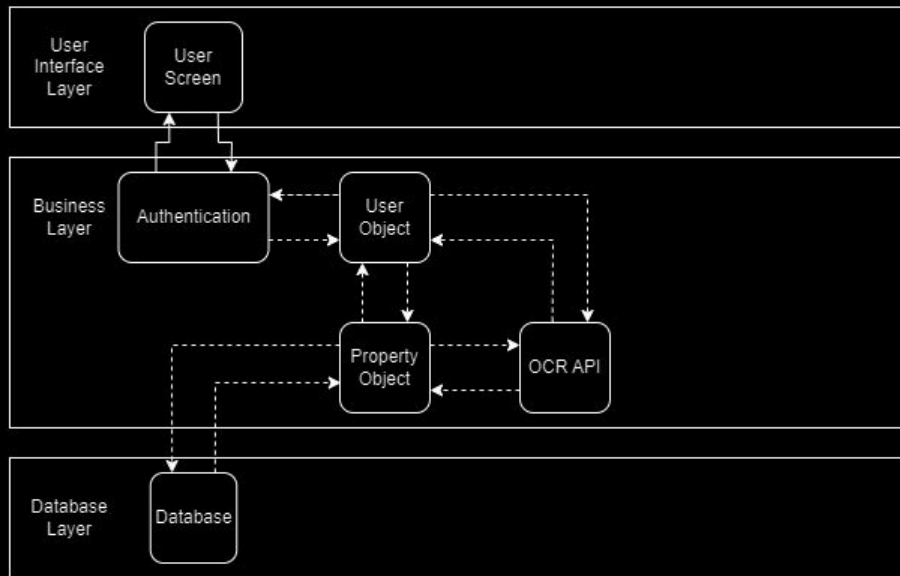 User
Interface
Layer
User
Screen
Business
Layer
Authentication
User
Object
Property
Object
OCR API
Database
Layer
Database